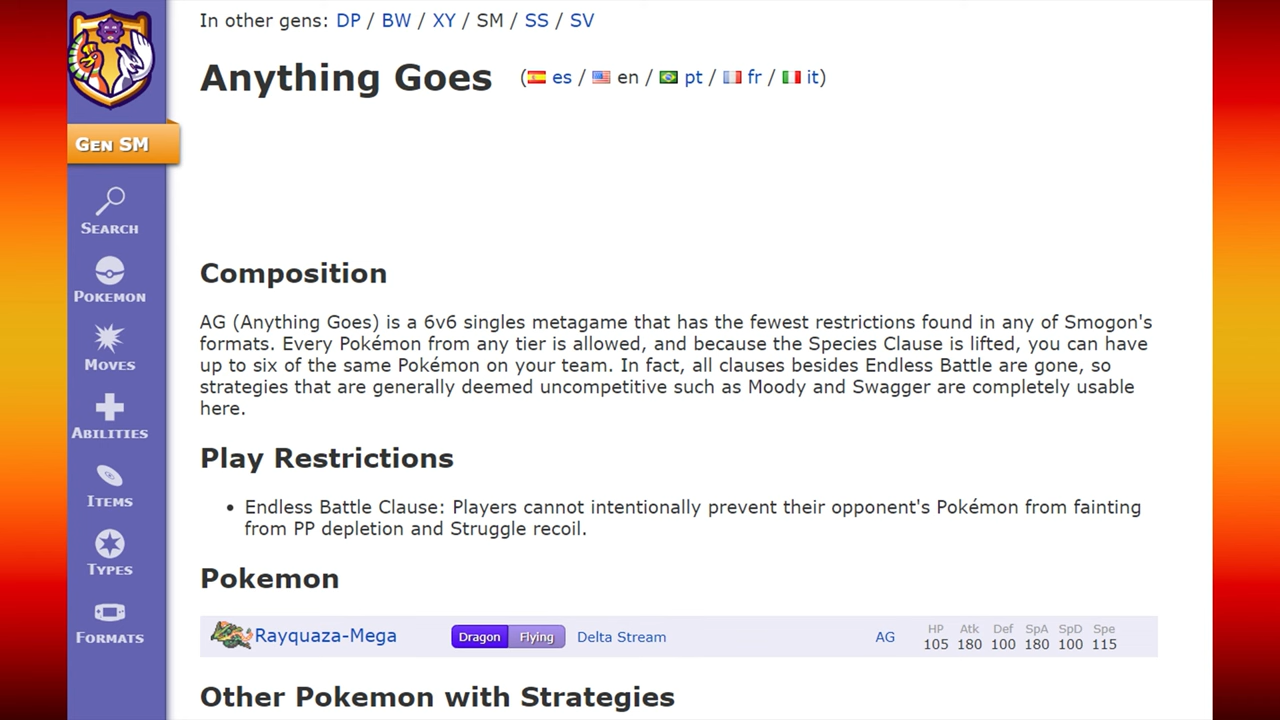 In other gens: DP / BW / XY / SM / SS / SV
Anything Goes (es / en / pt / fr / it)
GEN SM
SEARCH
POKEMON
MOVES
ABILITIES
ITEMS
TYPES
FORMATS
Composition
AG (Anything Goes) is a 6v6 singles metagame that has the fewest restrictions found in any of Smogon's
formats. Every Pokémon from any tier is allowed, and because the Species Clause is lifted, you can have
up to six of the same Pokémon on your team. In fact, all clauses besides Endless Battle are gone, so
strategies that are generally deemed uncompetitive such as Moody and Swagger are completely usable
here.
Play Restrictions
• Endless Battle Clause: Players cannot intentionally prevent their opponent's Pokémon from fainting
from PP depletion and Struggle recoil.
Pokemon
Rayquaza-Mega Dragon Flying Delta Stream AG
HP Atk Def SpA SpD Spe
105 180 100 180 100 115
Other Pokemon with Strategies